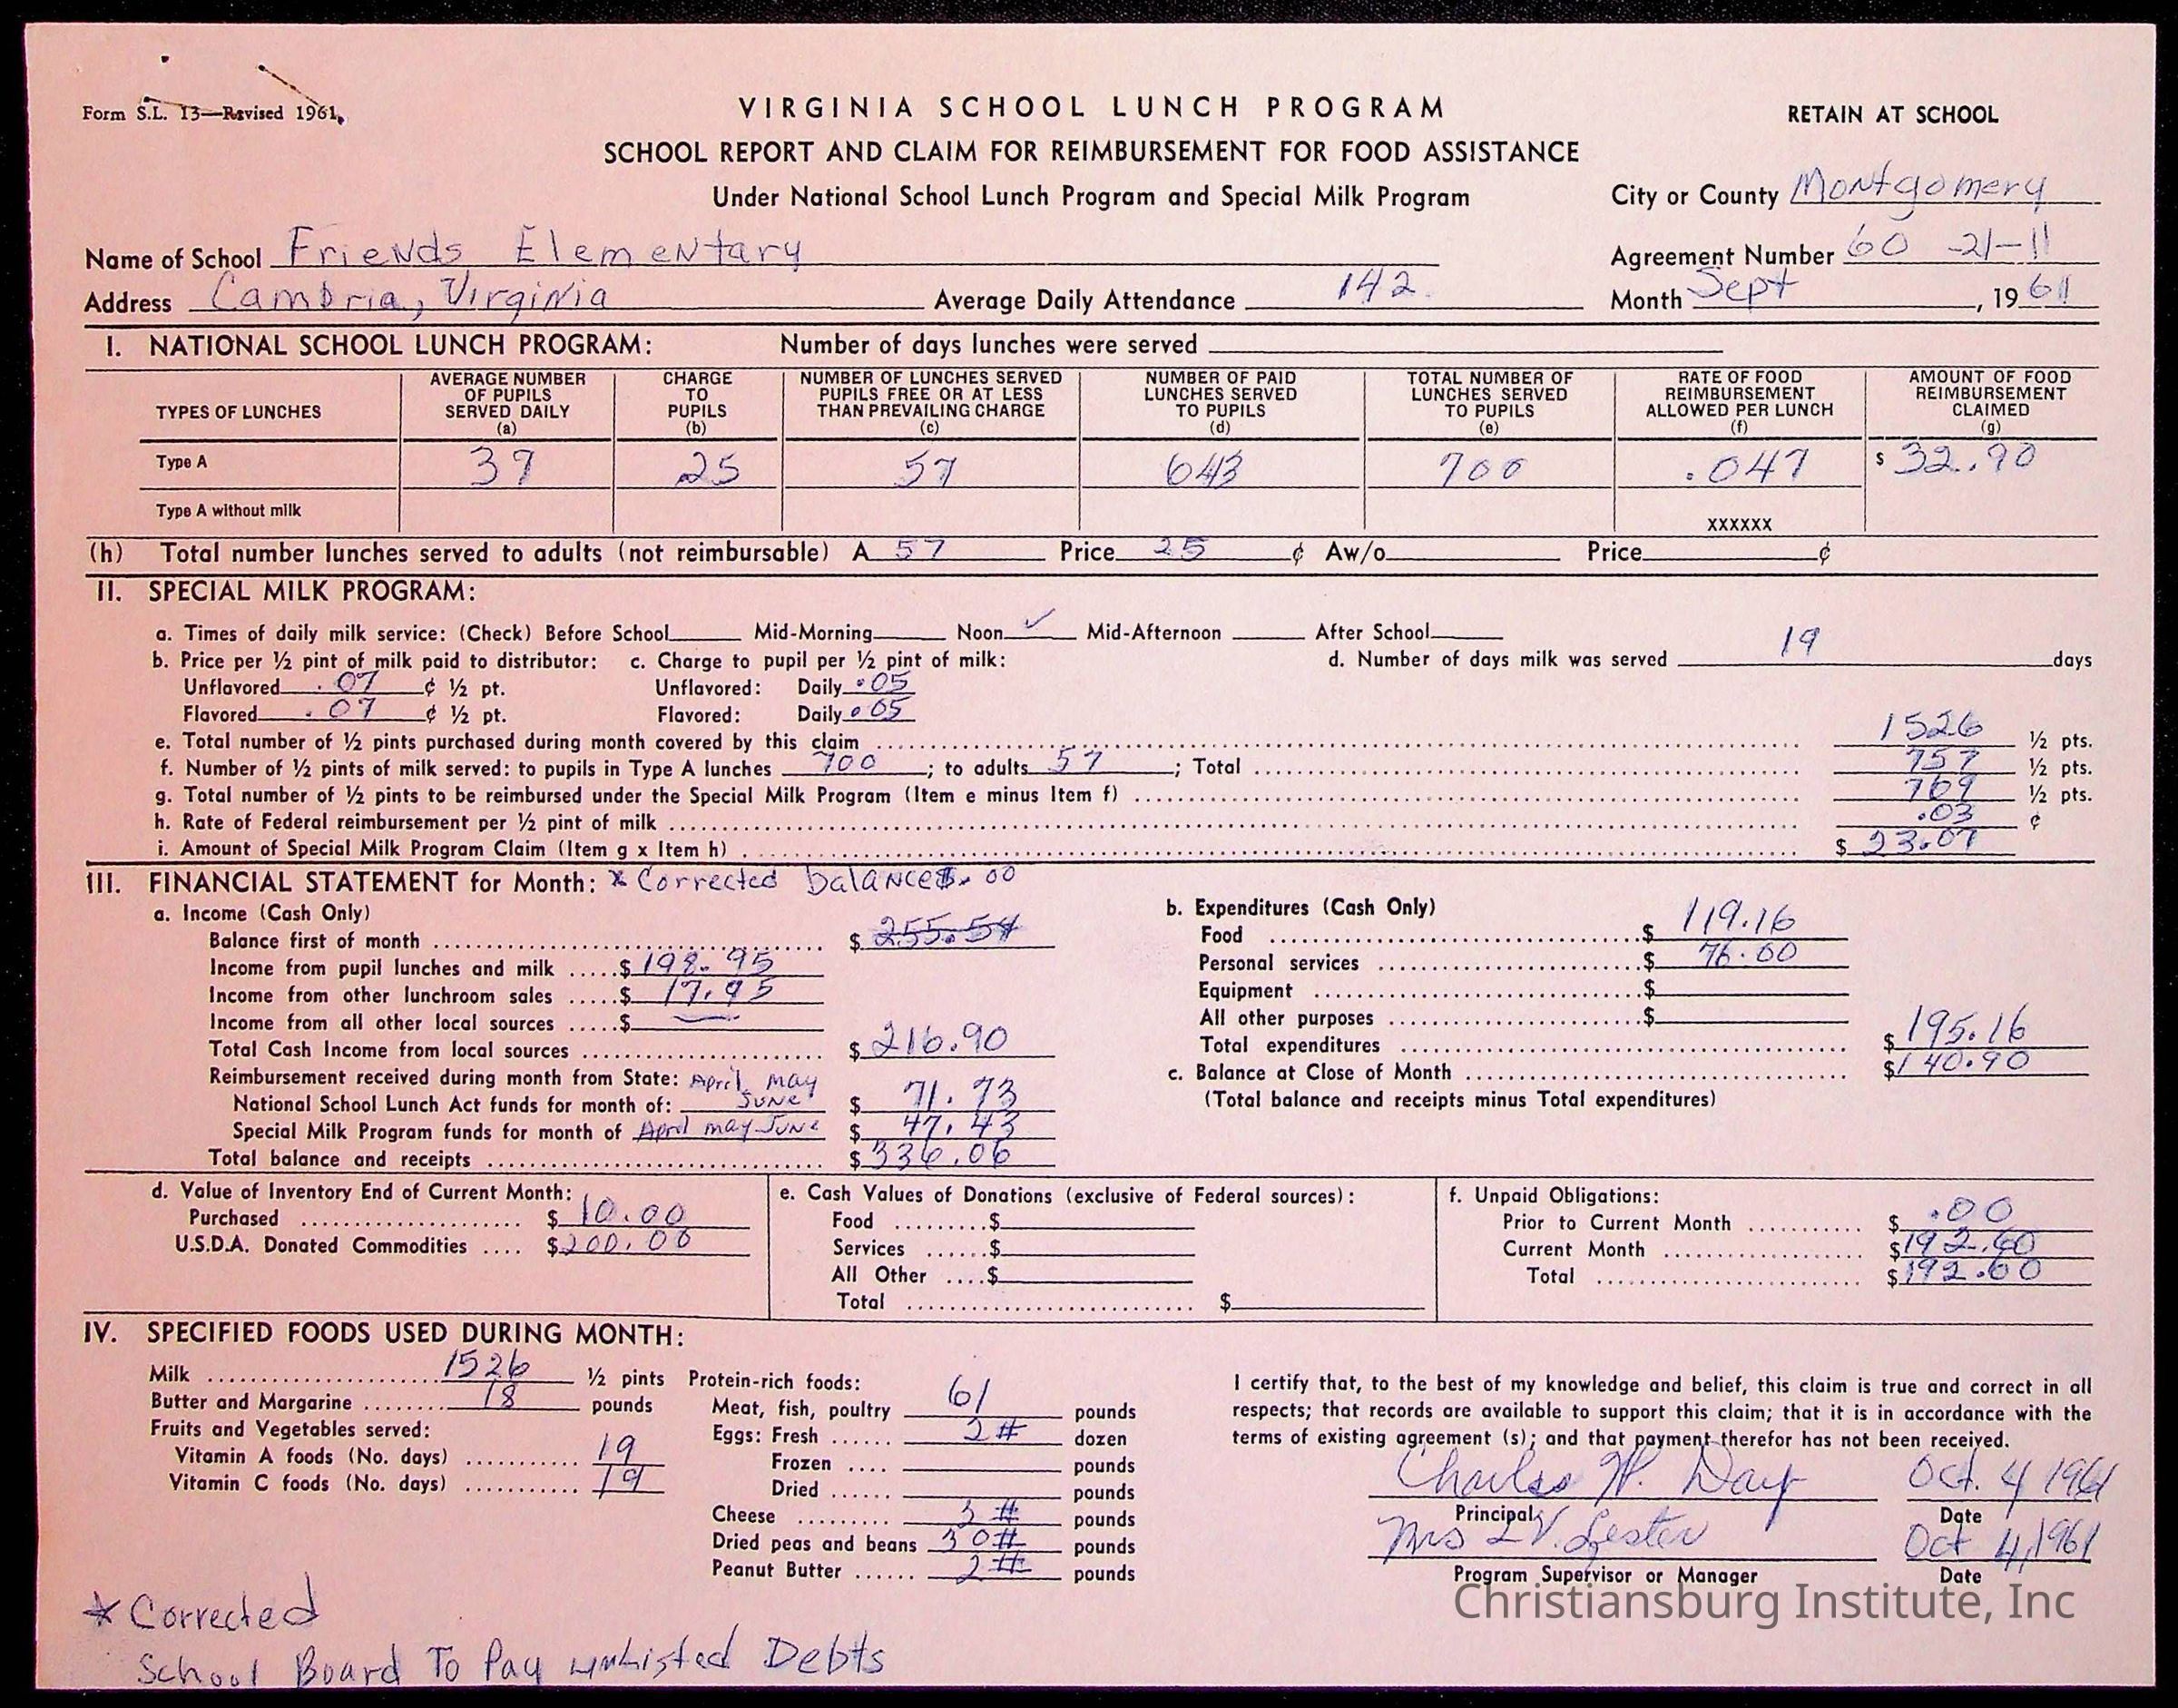 Form S.L. 13—Revised 1961
VIRGINIA SCHOOL LUNCH PROGRAM
RETAIN AT SCHOOL
SCHOOL REPORT AND CLAIM FOR REIMBURSEMENT FOR FOOD ASSISTANCE
Under National School Lunch Program and Special Milk Program
City or County Montgomery
Name of School Friends Elementary
Agreement Number 60-21-11
Address Cambria, Virginia Average Daily Attendance 142
Month Sept, 1961
I. NATIONAL SCHOOL LUNCH PROGRAM: Number of days lunches were served
TYPES OF LUNCHES
AVERAGE NUMBER OF PUPILS SERVED DAILY (a)
CHARGE TO PUPILS (b)
NUMBER OF LUNCHES SERVED PUPILS FREE OR AT LESS THAN PREVAILING CHARGE (c)
NUMBER OF PAID LUNCHES SERVED TO PUPILS (d)
TOTAL NUMBER OF LUNCHES SERVED TO PUPILS (e)
RATE OF FOOD REIMBURSEMENT ALLOWED PER LUNCH (f)
AMOUNT OF FOOD REIMBURSEMENT CLAIMED (g)
Type A 37 25 57 643 700 .047 $ 32.90
Type A without milk XXXXXX
(h) Total number lunches served to adults (not reimbursable) A 57 Price 25 ¢ Aw/o Price ¢
II. SPECIAL MILK PROGRAM:
a. Times of daily milk service: (Check) Before School Mid-Morning Noon ✓ Mid-Afternoon After School
b. Price per ½ pint of milk paid to distributor: c. Charge to pupil per ½ pint of milk: d. Number of days milk was served 19 days
Unflavored .07 ¢ ½ pt. Unflavored: Daily .05
Flavored .07 ¢ ½ pt. Flavored: Daily .05
e. Total number of ½ pints purchased during month covered by this claim 1526 ½ pts.
f. Number of ½ pints of milk served: to pupils in Type A lunches 700; to adults 57; Total 757 ½ pts.
g. Total number of ½ pints to be reimbursed under the Special Milk Program (Item e minus Item f) 769 ½ pts.
h. Rate of Federal reimbursement per ½ pint of milk .03 ¢
i. Amount of Special Milk Program Claim (Item g x Item h) $ 23.07
III. FINANCIAL STATEMENT for Month: * Corrected balance $.00
a. Income (Cash Only)
Balance first of month $ 255.54
Income from pupil lunches and milk $ 198.95
Income from other lunchroom sales $ 17.95
Income from all other local sources $ —
Total Cash Income from local sources $ 216.90
Reimbursement received during month from State:
National School Lunch Act funds for month of: April May June $ 71.73
Special Milk Program funds for month of April May June $ 47.43
Total balance and receipts $ 336.06
b. Expenditures (Cash Only)
Food $ 119.16
Personal services $ 76.00
Equipment $
All other purposes $
Total expenditures $ 195.16
c. Balance at Close of Month $ 140.90
(Total balance and receipts minus Total expenditures)
d. Value of Inventory End of Current Month:
Purchased $ 10.00
U.S.D.A. Donated Commodities $ 200.00
e. Cash Values of Donations (exclusive of Federal sources):
Food $
Services $
All Other $
Total $
f. Unpaid Obligations:
Prior to Current Month $ .00
Current Month $ 192.60
Total $ 192.60
IV. SPECIFIED FOODS USED DURING MONTH:
Milk 1526 ½ pints
Butter and Margarine 18 pounds
Fruits and Vegetables served:
Vitamin A foods (No. days) 19
Vitamin C foods (No. days) 19
Protein-rich foods:
Meat, fish, poultry 61 pounds
Eggs: Fresh 2# dozen
Frozen pounds
Dried pounds
Cheese 3# pounds
Dried peas and beans 30# pounds
Peanut Butter 2# pounds
I certify that, to the best of my knowledge and belief, this claim is true and correct in all
respects; that records are available to support this claim; that it is in accordance with the
terms of existing agreement (s); and that payment therefor has not been received.
Charles W. Day Oct. 4 1961
Principal Date
Mrs L V. Lester Oct 4, 1961
Program Supervisor or Manager Date
Christiansburg Institute, Inc
* Corrected
School Board To Pay unlisted Debts